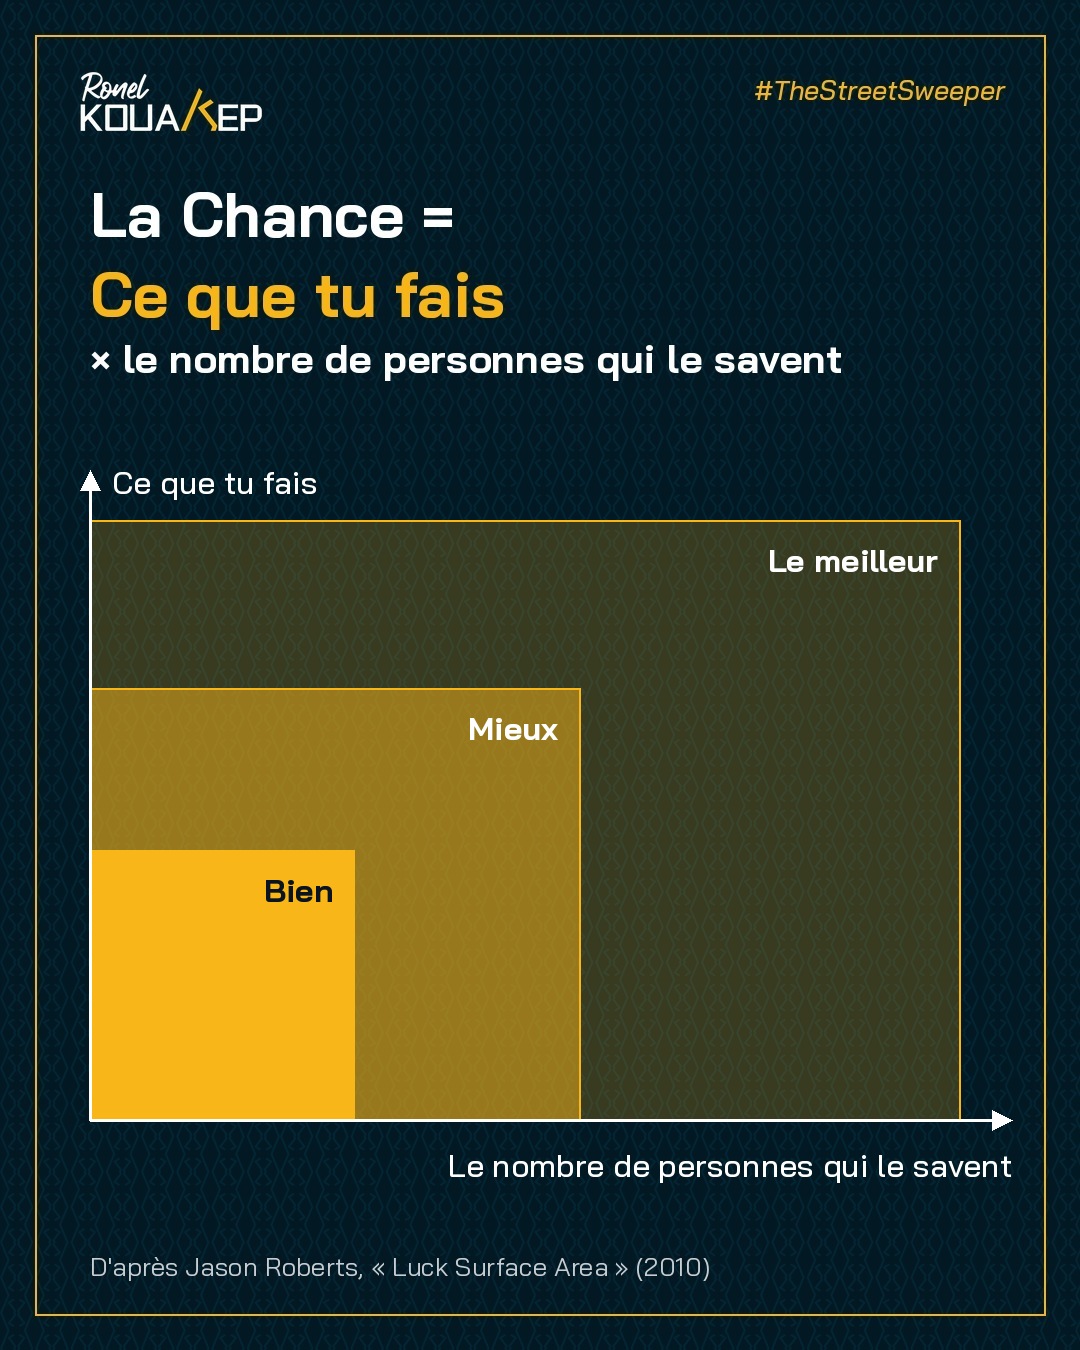 Ronel
KOUAKEP
#TheStreetSweeper
La Chance =
Ce que tu fais
× le nombre de personnes qui le savent
Ce que tu fais
Le meilleur
Mieux
Bien
Le nombre de personnes qui le savent
D'après Jason Roberts, « Luck Surface Area » (2010)